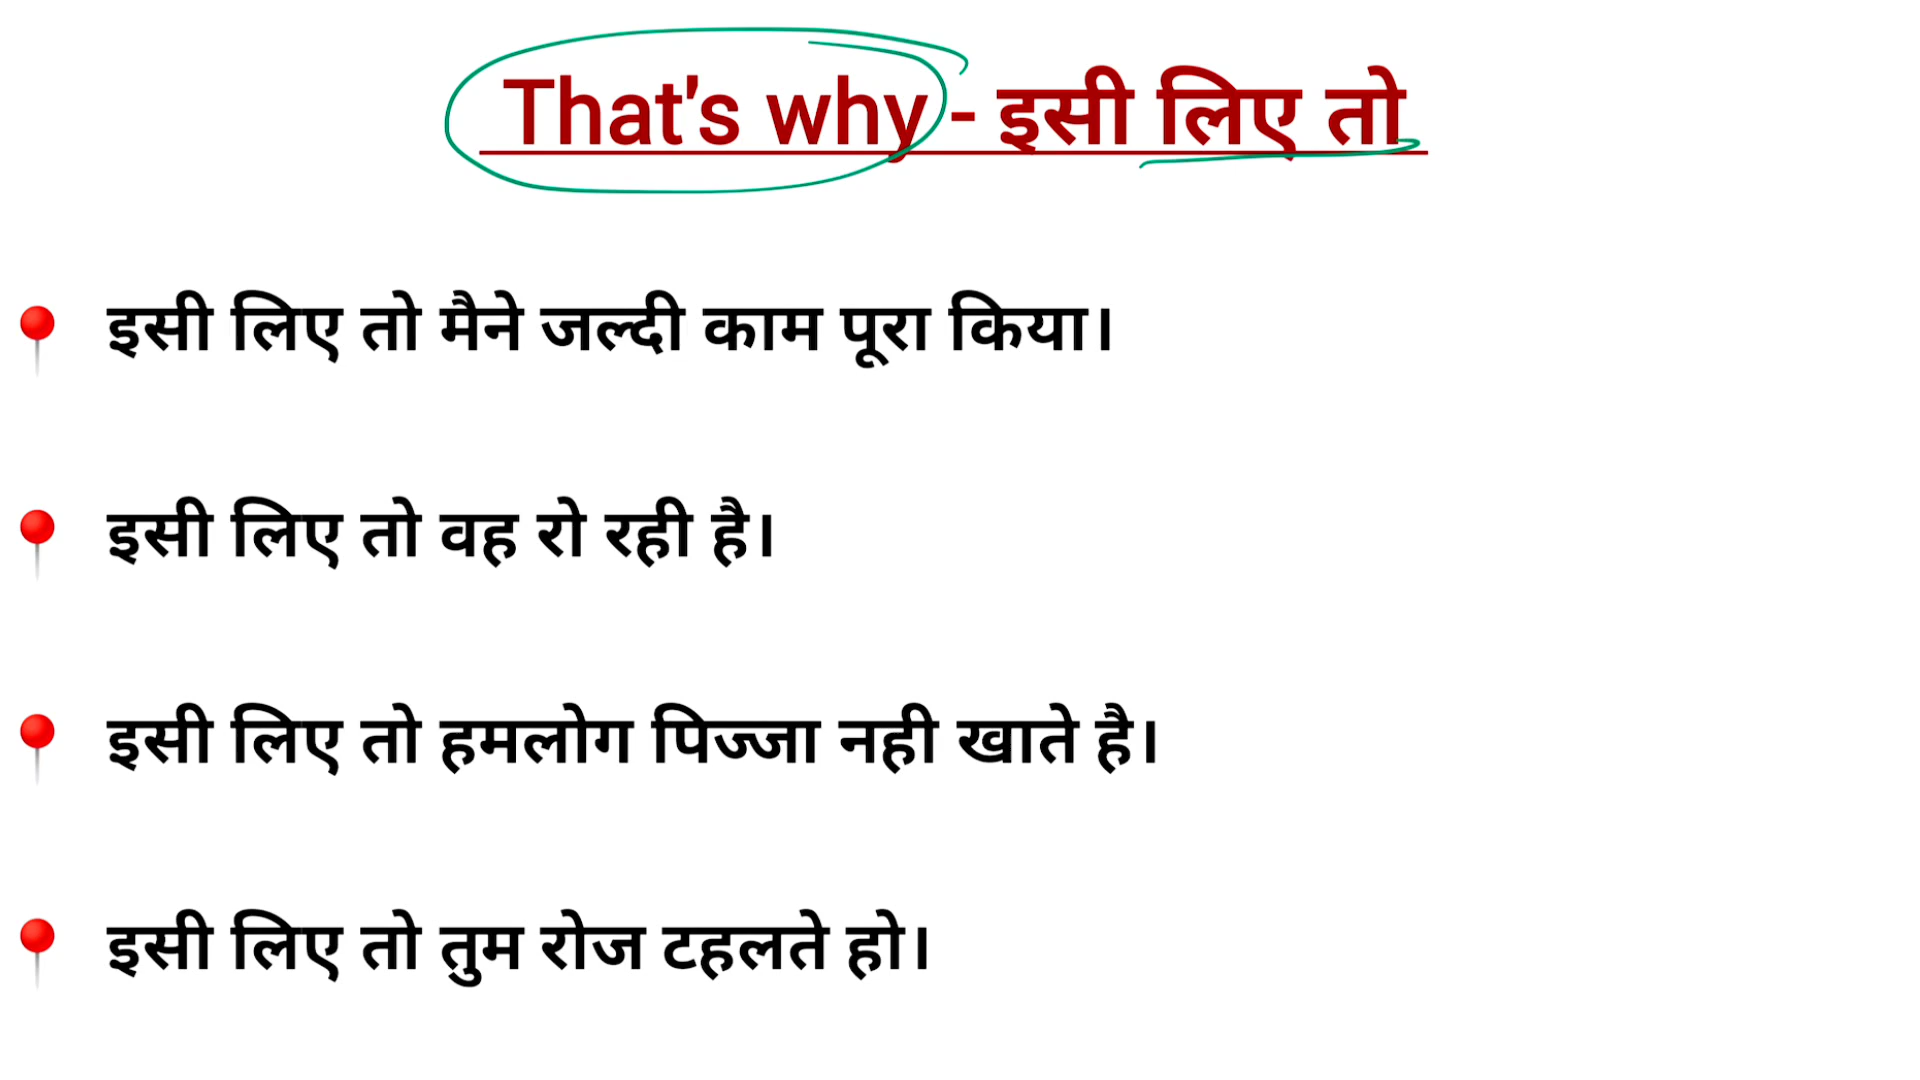 That's why - इसी लिए तो
इसी लिए तो मैने जल्दी काम पूरा किया।
इसी लिए तो वह रो रही है।
इसी लिए तो हमलोग पिज्जा नही खाते है।
इसी लिए तो तुम रोज टहलते हो।